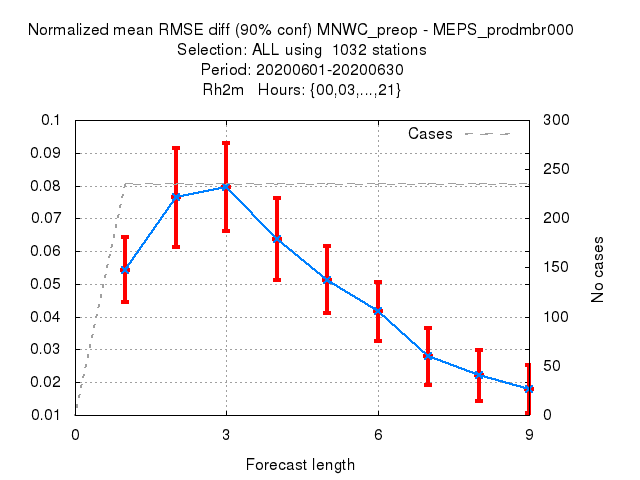 Normalized mean RMSE diff (90% conf) MNWC_preop - MEPS_prodmbr000
Selection: ALL using  1032 stations
Period: 20200601-20200630
Rh2m   Hours: {00,03,...,21}
Cases
0.1
0.09
0.08
0.07
0.06
0.05
0.04
0.03
0.02
0.01
300
250
200
150
100
50
0
No cases
0 3 6 9
Forecast length